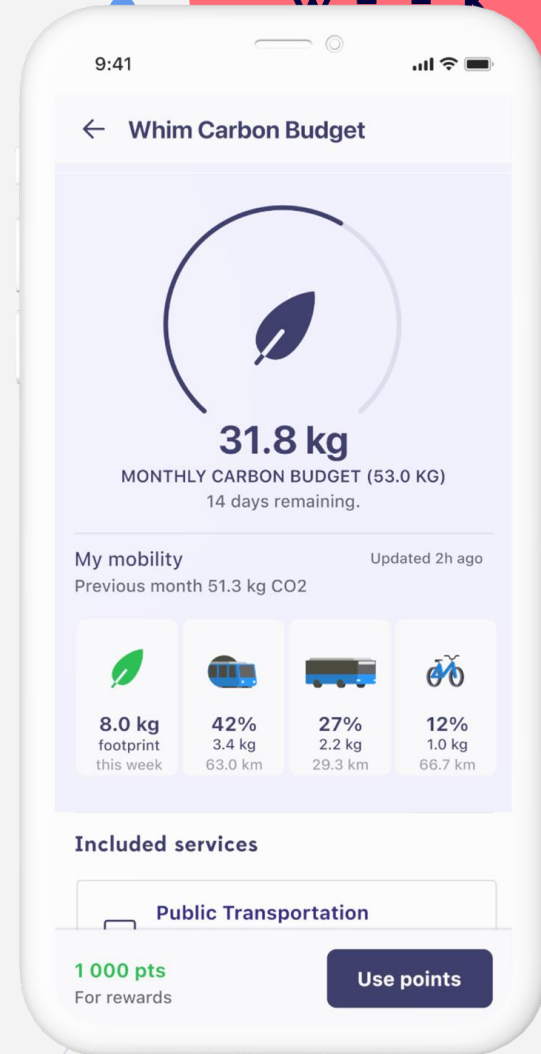 WEEK
9:41
Whim Carbon Budget
31.8 kg
MONTHLY CARBON BUDGET (53.0 KG)
14 days remaining.
My mobility
Updated 2h ago
Previous month 51.3 kg CO2
8.0 kg
footprint
this week
42%
3.4 kg
63.0 km
27%
2.2 kg
29.3 km
12%
1.0 kg
66.7 km
Included services
Public Transportation
1 000 pts
For rewards
Use points